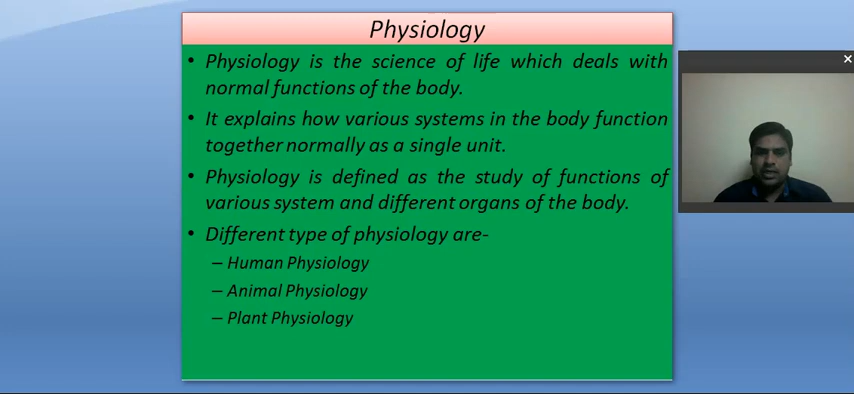 Physiology
• Physiology is the science of life which deals with
normal functions of the body.
• It explains how various systems in the body function
together normally as a single unit.
• Physiology is defined as the study of functions of
various system and different organs of the body.
• Different type of physiology are-
– Human Physiology
– Animal Physiology
– Plant Physiology